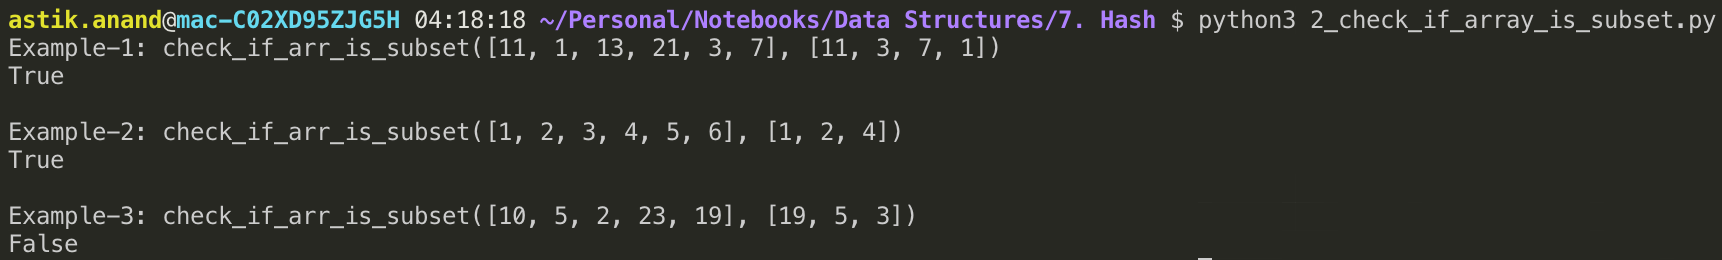 astik.anand@mac-C02XD95ZJG5H 04:18:18 ~/Personal/Notebooks/Data Structures/7. Hash $ python3 2_check_if_array_is_subset.py
Example-1: check_if_arr_is_subset([11, 1, 13, 21, 3, 7], [11, 3, 7, 1])
True
Example-2: check_if_arr_is_subset([1, 2, 3, 4, 5, 6], [1, 2, 4])
True
Example-3: check_if_arr_is_subset([10, 5, 2, 23, 19], [19, 5, 3])
False